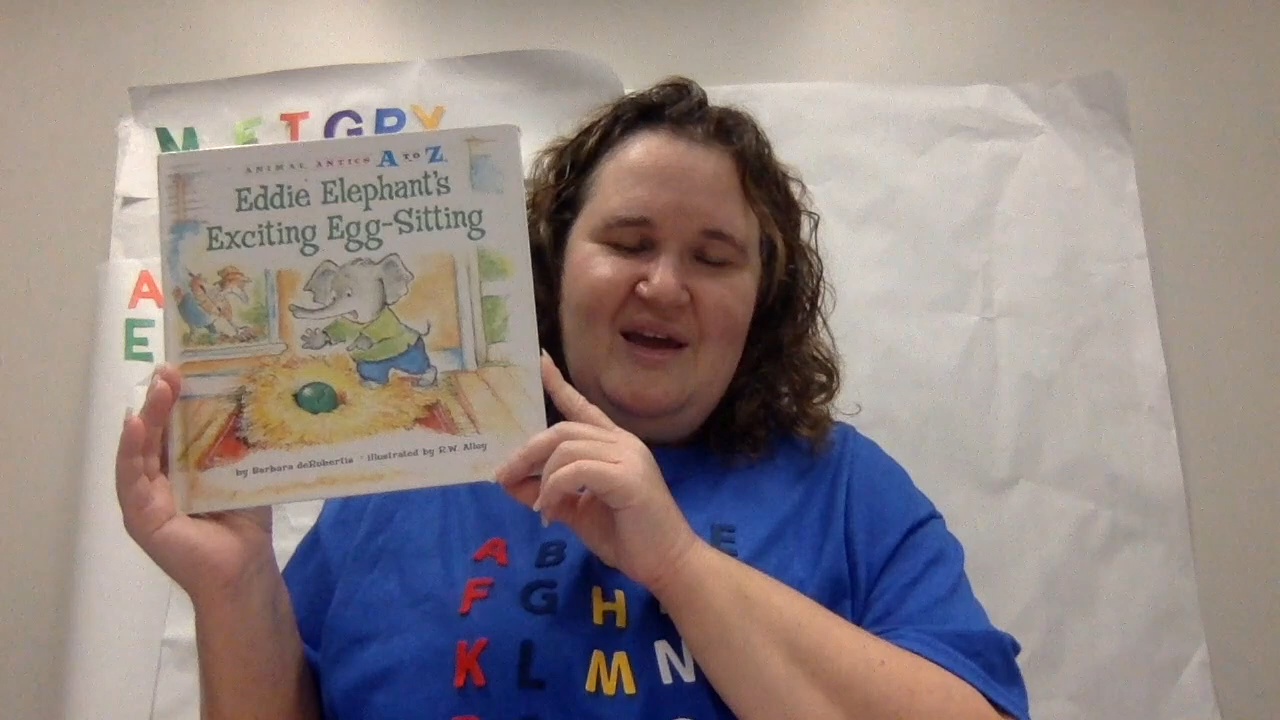 M F T G P Y
ANIMAL ANTICS A TO Z
Eddie Elephant's
Exciting Egg-Sitting
by Barbara deRubertis · illustrated by R.W. Alley
A
E
A B E
F G H
K L M N